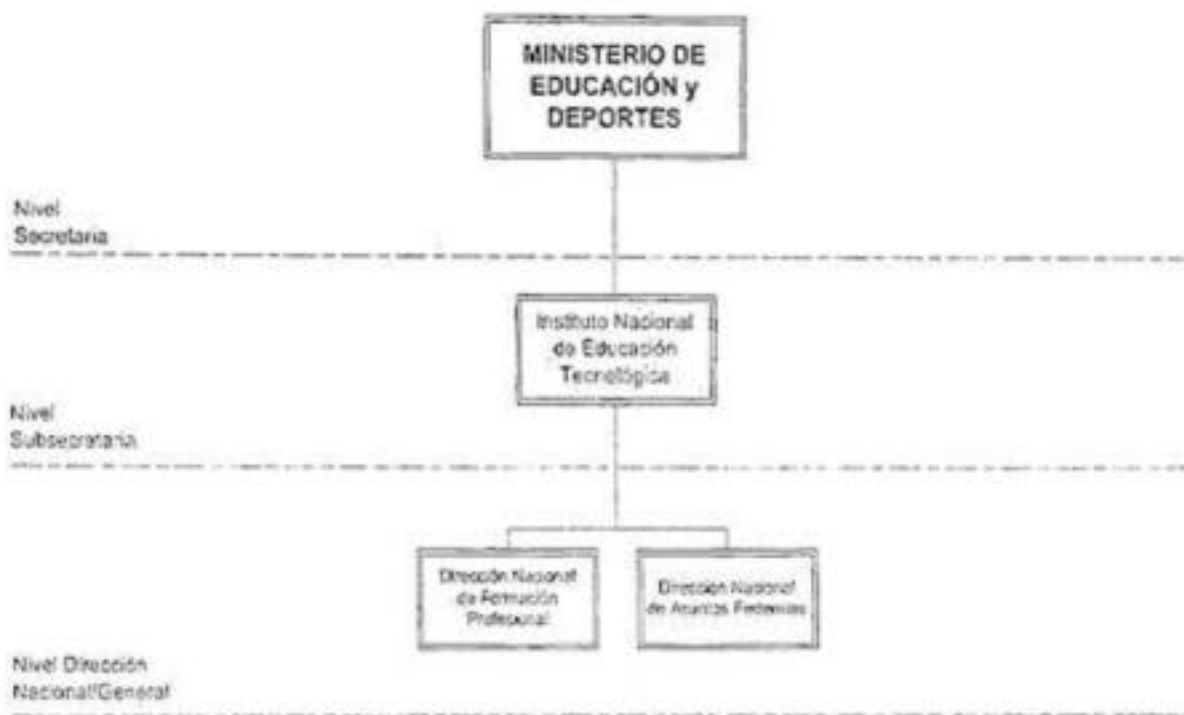 MINISTERIO DE
EDUCACIÓN y
DEPORTES
Nivel
Secretaria
Instituto Nacional
de Educación
Tecnológica
Nivel
Subsecretaria
Dirección Nacional
de Formación
Profesional
Dirección Nacional
de Asuntos Federales
Nivel Dirección
Nacional/General